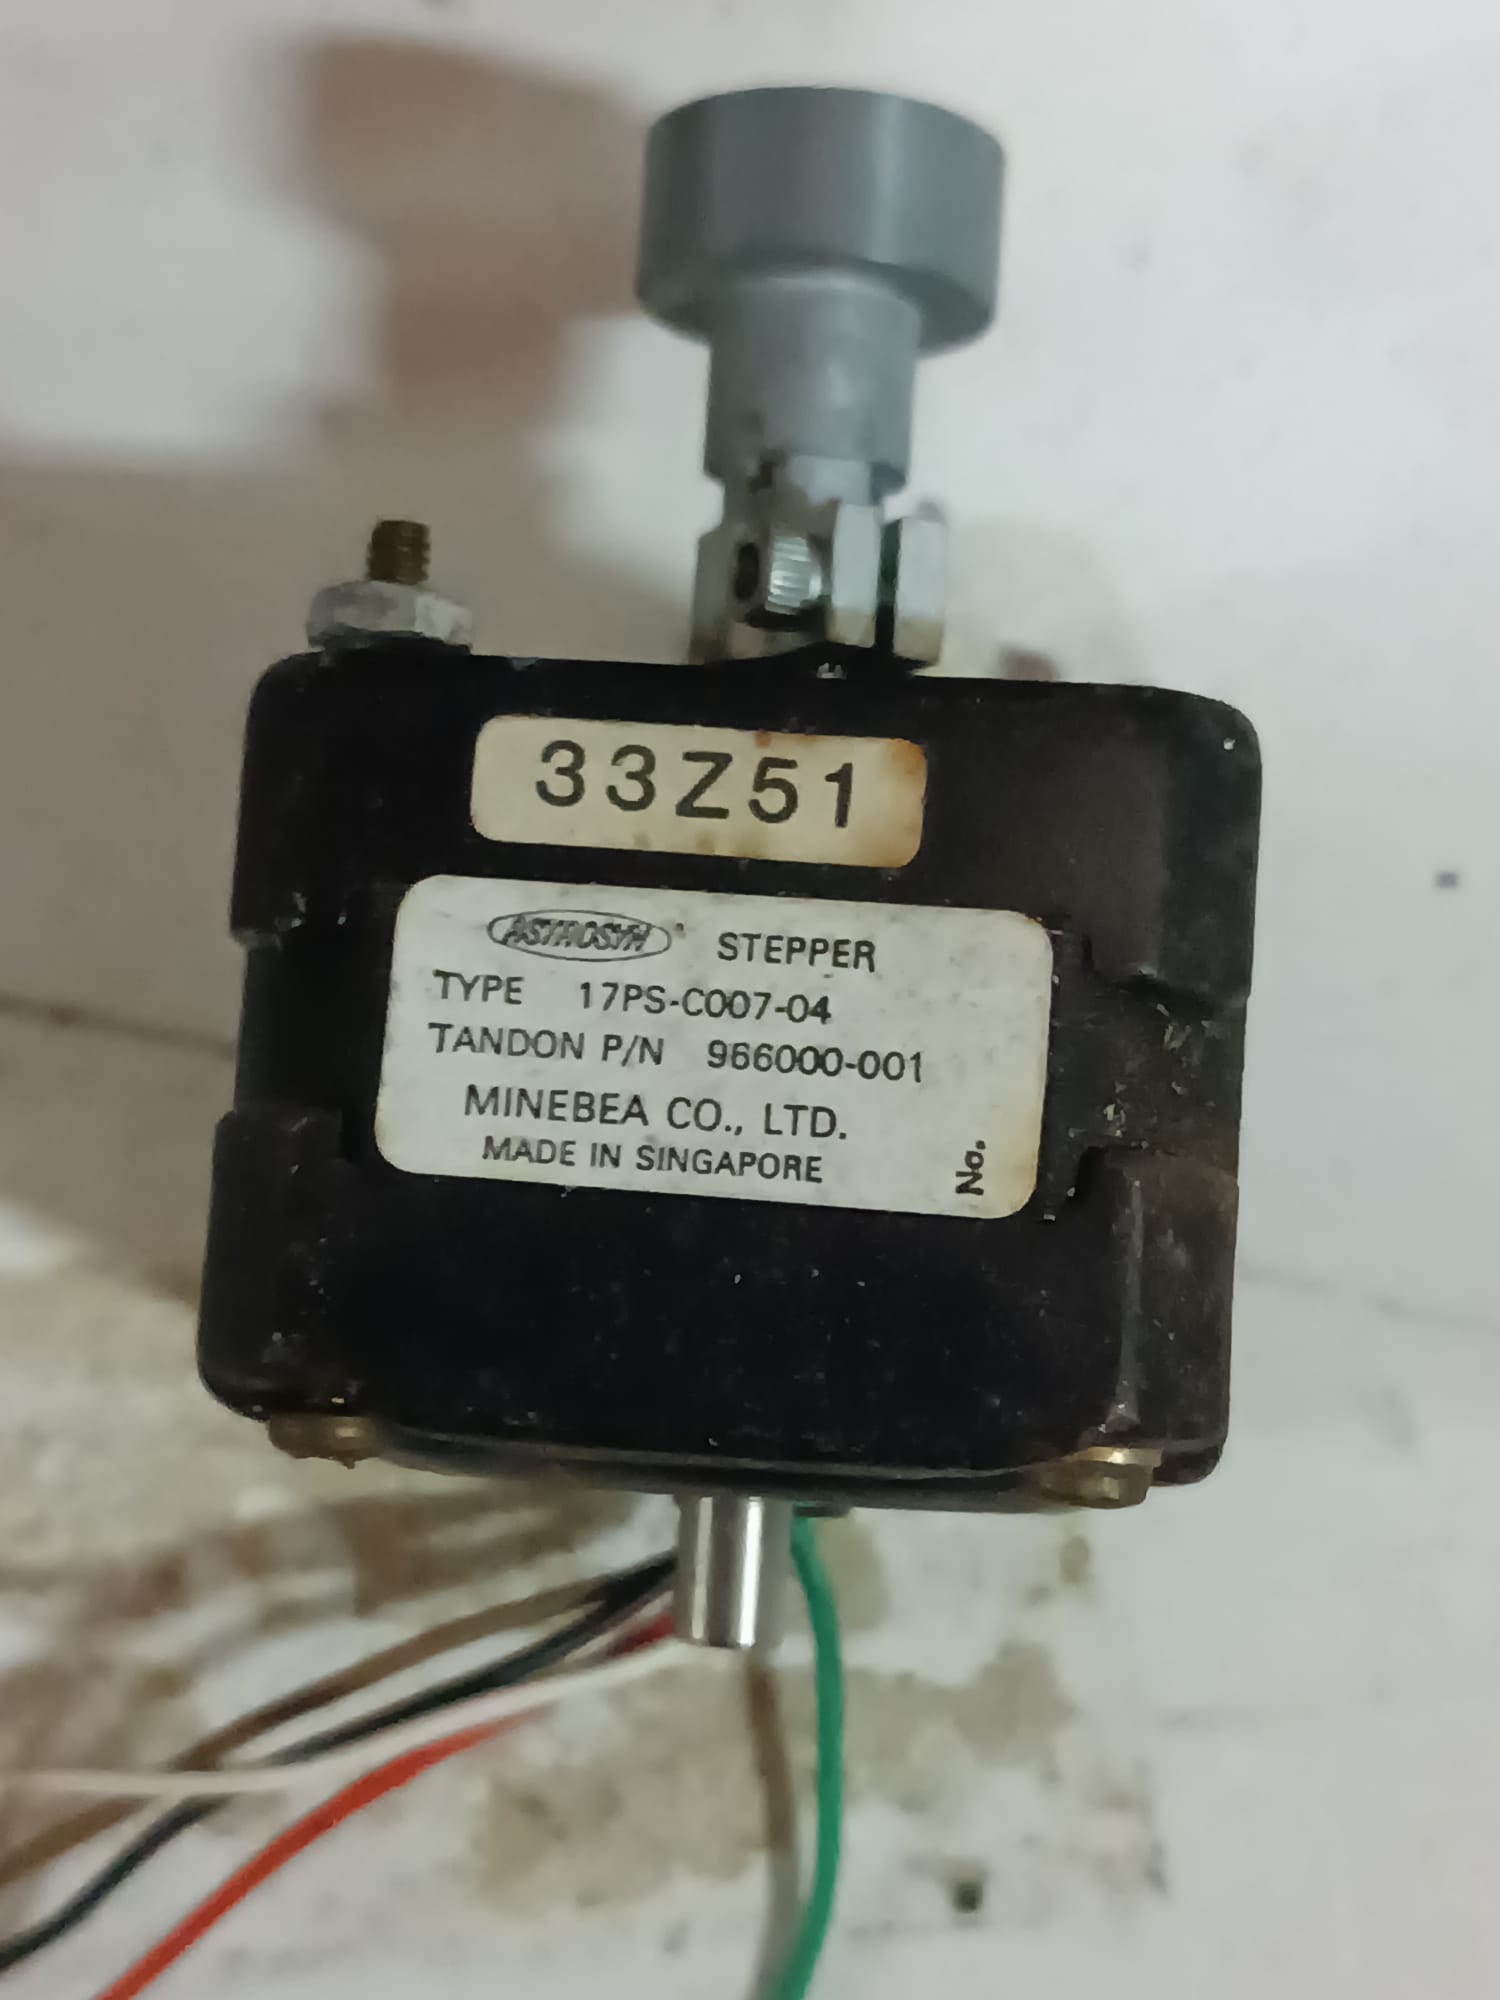 33Z51
ASTROSYN STEPPER
TYPE 17PS-C007-04
TANDON P/N 966000-001
MINEBEA CO., LTD.
MADE IN SINGAPORE
No.